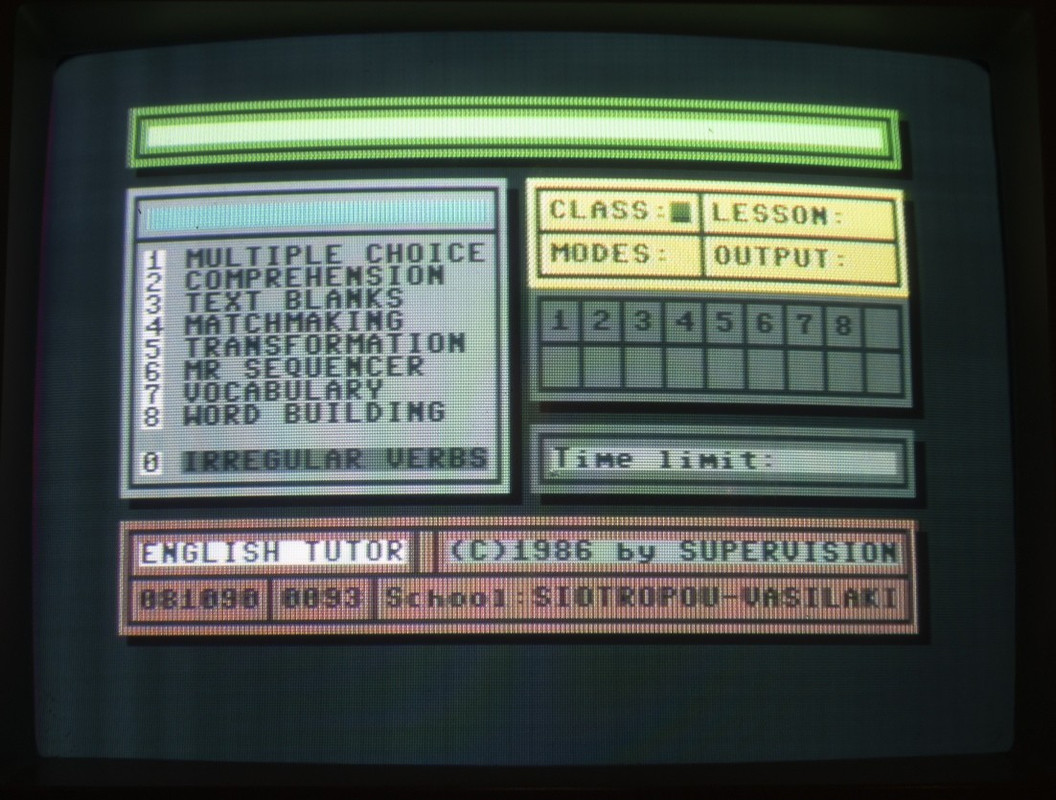 CLASS: LESSON:
MODES: OUTPUT:
1 MULTIPLE CHOICE
2 COMPREHENSION
3 TEXT BLANKS
4 MATCHMAKING
5 TRANSFORMATION
6 MR SEQUENCER
7 VOCABULARY
8 WORD BUILDING
0 IRREGULAR VERBS
1 2 3 4 5 6 7 8
Time limit:
ENGLISH TUTOR (C)1986 by SUPERVISION
081090 0093 School:SIOTROPOU-VASILAKI